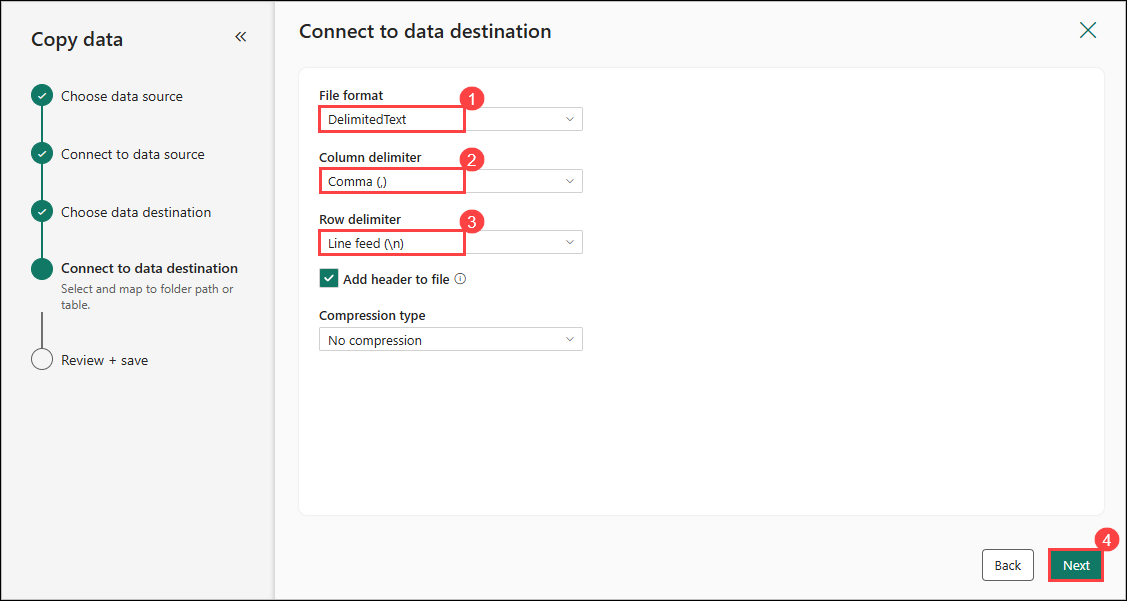 Copy data
Choose data source
Connect to data source
Choose data destination
Connect to data destination
Select and map to folder path or
table.
Review + save
Connect to data destination
File format
1
DelimitedText
Column delimiter
2
Comma (,)
Row delimiter
3
Line feed (\n)
Add header to file
Compression type
No compression
4
Back
Next